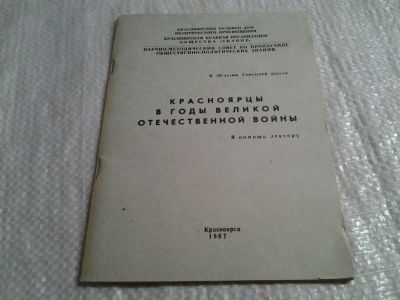 КРАСНОЯРСКИЙ КРАЕВОЙ ДОМ
ПОЛИТИЧЕСКОГО ПРОСВЕЩЕНИЯ
КРАСНОЯРСКАЯ КРАЕВАЯ ОРГАНИЗАЦИЯ
ОБЩЕСТВА «ЗНАНИЕ»
НАУЧНО-МЕТОДИЧЕСКИЙ СОВЕТ ПО ПРОПАГАНДЕ
ОБЩЕСТВЕННО-ПОЛИТИЧЕСКИХ ЗНАНИЙ
К 50-летию Советской власти
КРАСНОЯРЦЫ
В ГОДЫ ВЕЛИКОЙ
ОТЕЧЕСТВЕННОЙ ВОЙНЫ
В помощь лектору
Красноярск
1967